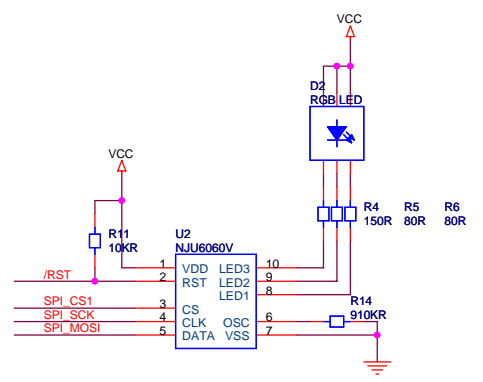 VCC
D2
RGB LED
VCC
R4 R5 R6
150R 80R 80R
R11
10KR
U2
NJU6060V
/RST
1 VDD LED3 10
2 RST LED2 9
LED1 8
SPI_CS1 3 CS
SPI_SCK 4 CLK OSC 6
SPI_MOSI 5 DATA VSS 7
R14
910KR